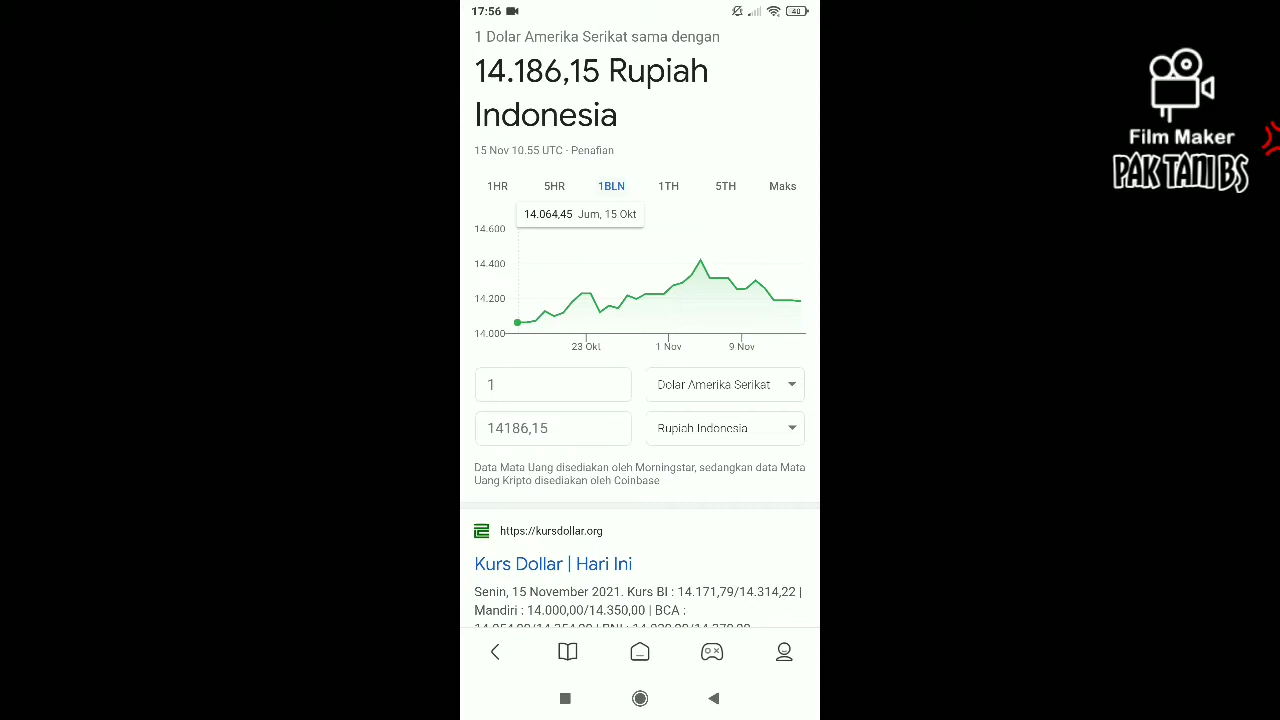 17:56
40
1 Dolar Amerika Serikat sama dengan
14.186,15 Rupiah
Indonesia
15 Nov 10.55 UTC · Penafian
1HR 5HR 1BLN 1TH 5TH Maks
14.064,45 Jum, 15 Okt
14.600
14.400
14.200
14.000
23 Okt 1 Nov 9 Nov
1 Dolar Amerika Serikat
14186,15 Rupiah Indonesia
Data Mata Uang disediakan oleh Morningstar, sedangkan data Mata
Uang Kripto disediakan oleh Coinbase
https://kursdollar.org
Kurs Dollar | Hari Ini
Senin, 15 November 2021. Kurs BI : 14.171,79/14.314,22 |
Mandiri : 14.000,00/14.350,00 | BCA :
Film Maker
PAK TANI BS